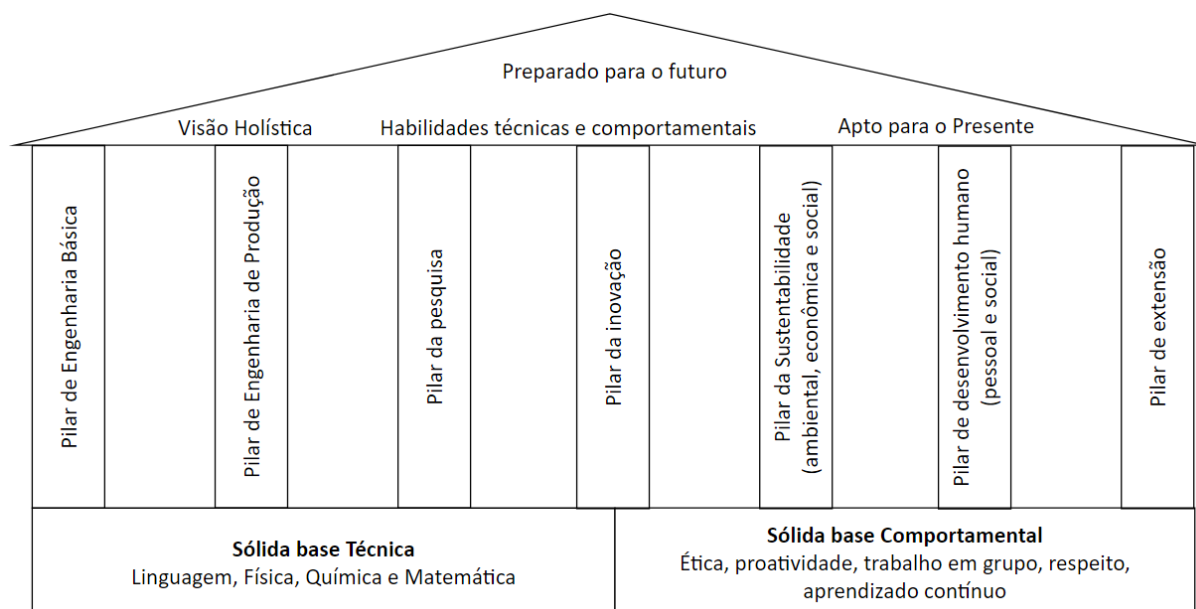 Preparado para o futuro
Visão Holística
Habilidades técnicas e comportamentais
Apto para o Presente
Pilar de Engenharia Básica
Pilar de Engenharia de Produção
Pilar da pesquisa
Pilar da inovação
Pilar da Sustentabilidade
(ambiental, econômica e social)
Pilar de desenvolvimento humano
(pessoal e social)
Pilar de extensão
Sólida base Técnica
Linguagem, Física, Química e Matemática
Sólida base Comportamental
Ética, proatividade, trabalho em grupo, respeito,
aprendizado contínuo